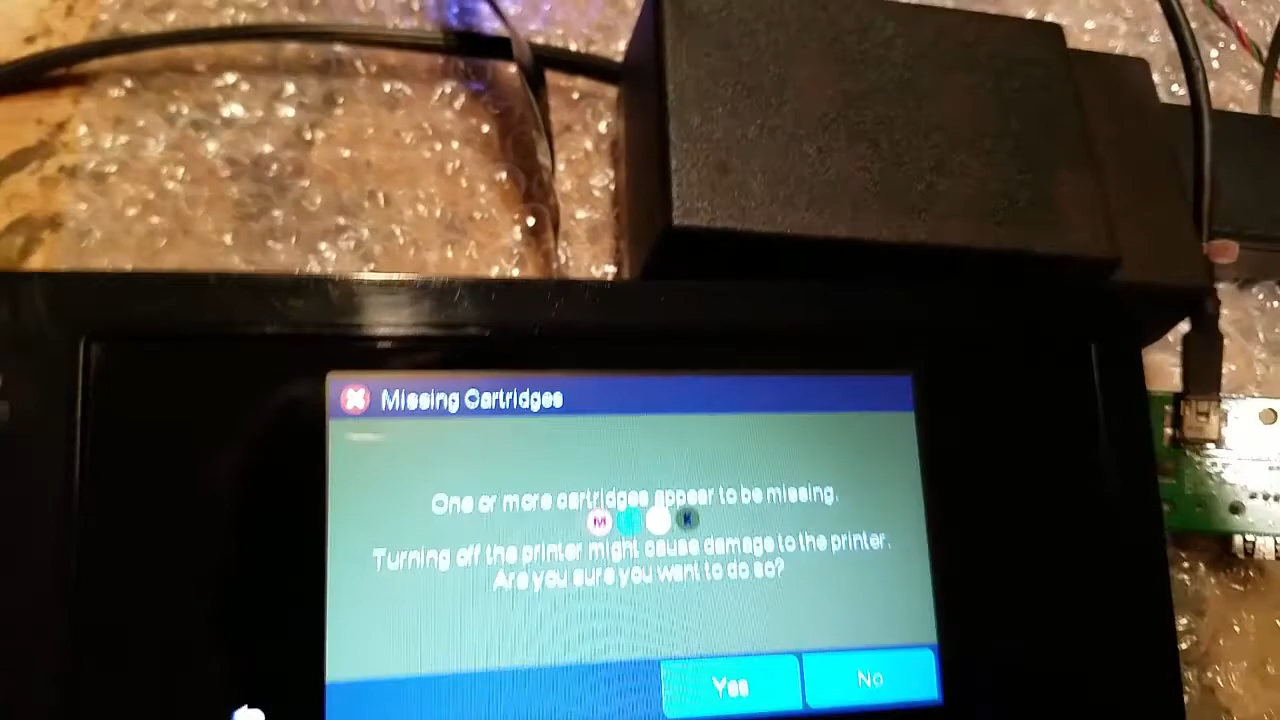 Missing Cartridges
One or more cartridges appear to be missing.
M K
Turning off the printer might cause damage to the printer.
Are you sure you want to do so?
Yes No